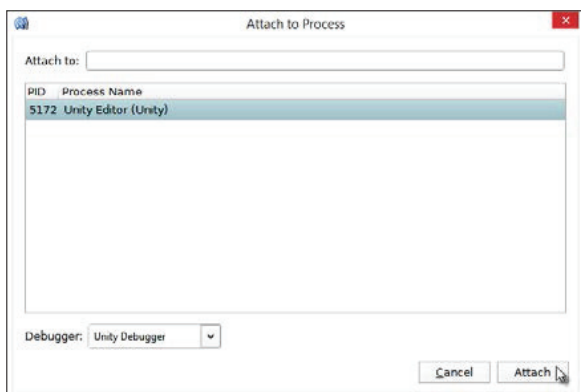 Attach to Process
Attach to:
PID Process Name
5172 Unity Editor (Unity)
Debugger: Unity Debugger
Cancel Attach